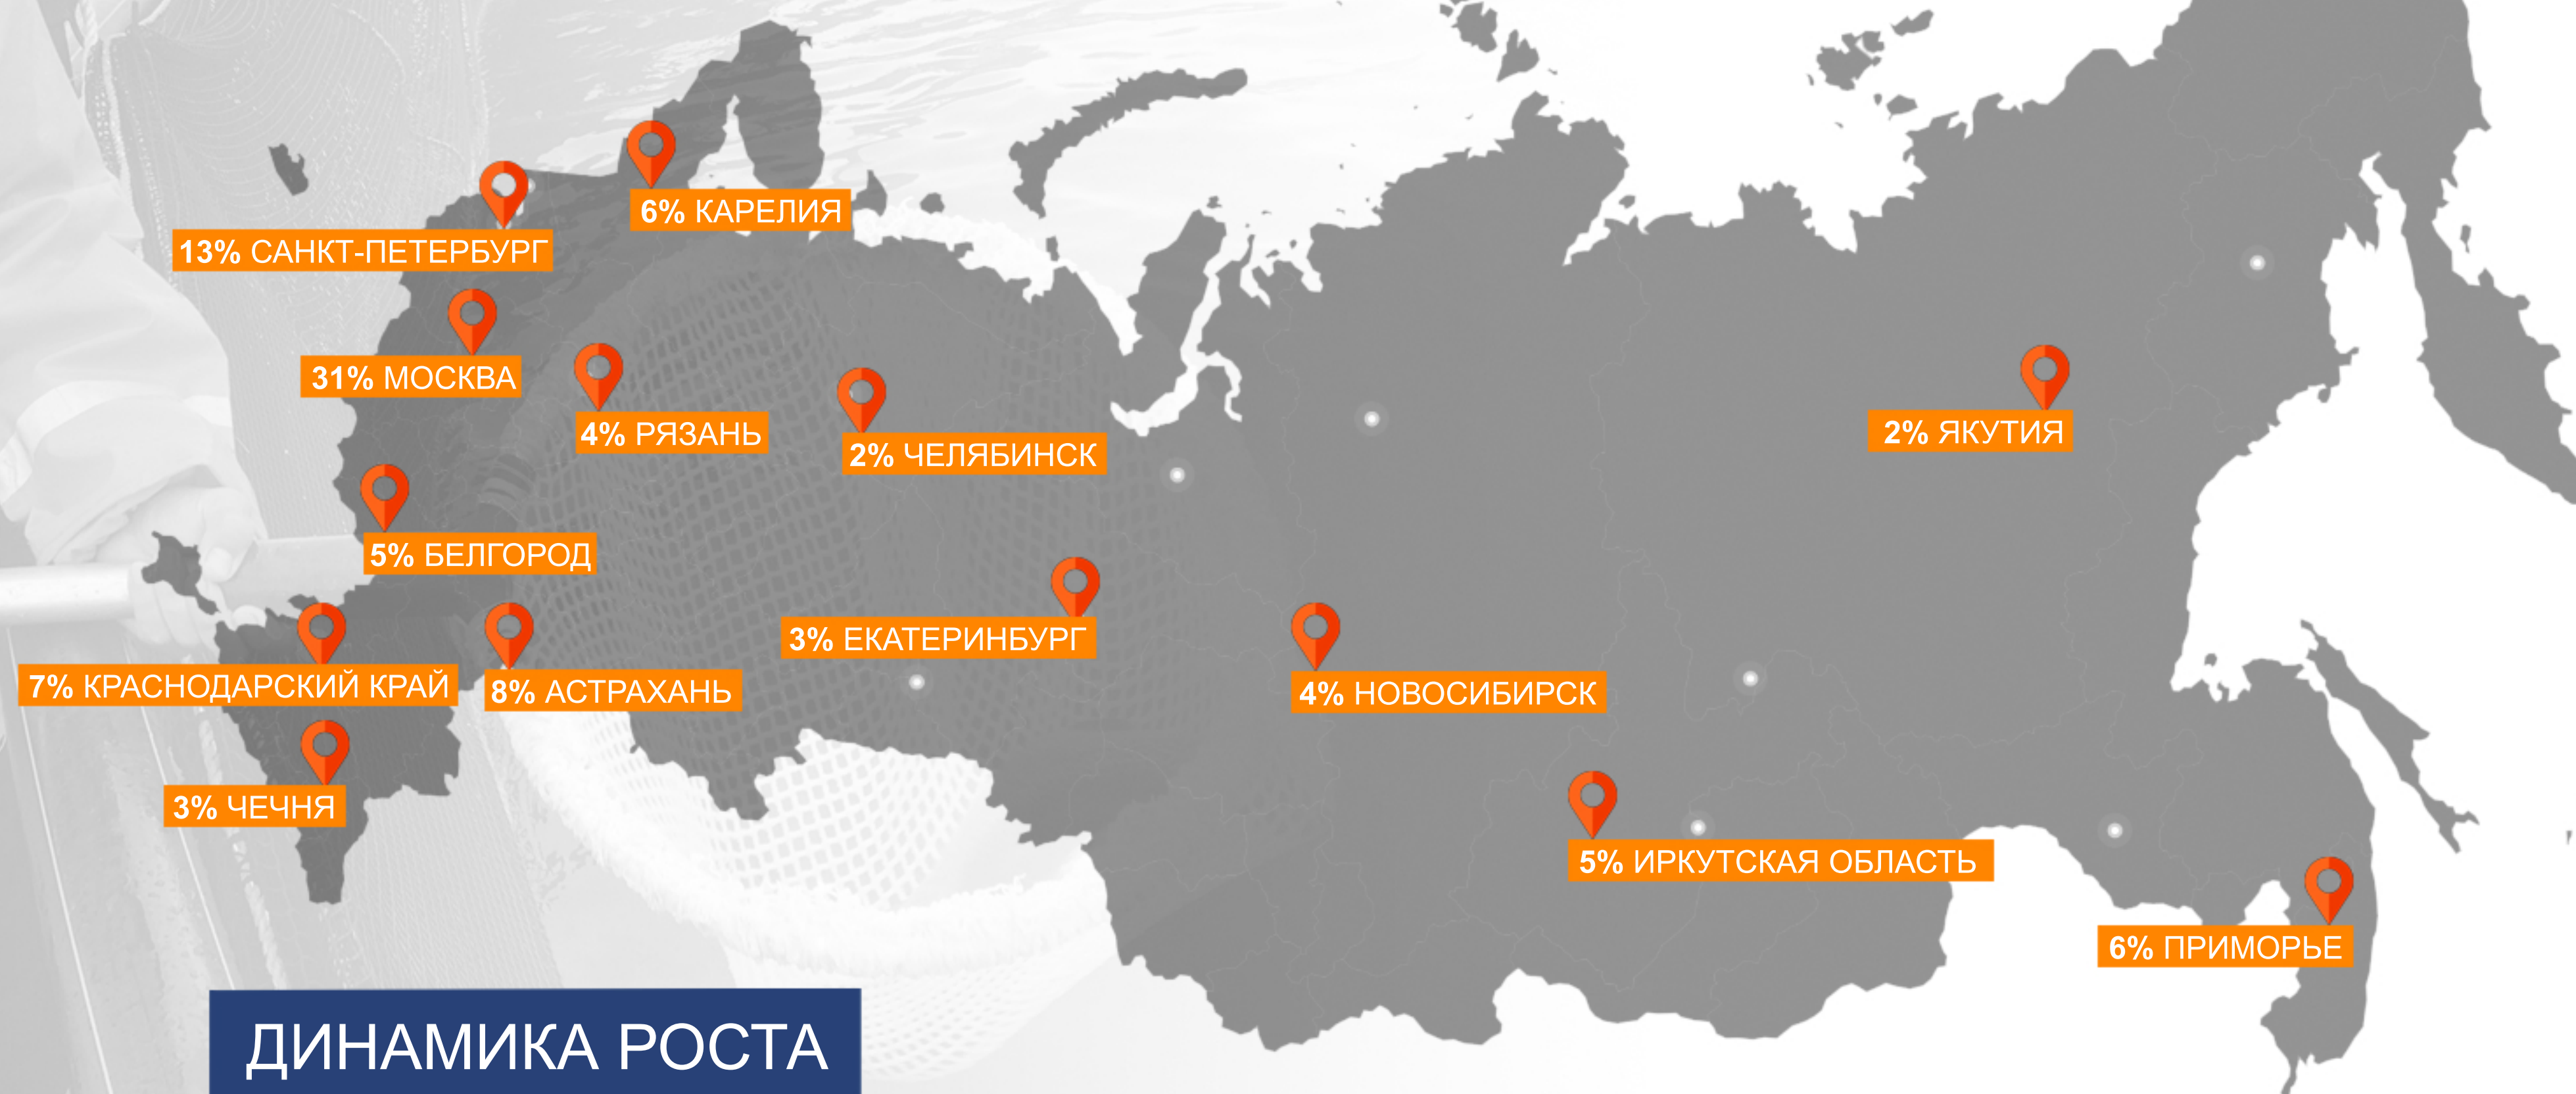 6% КАРЕЛИЯ
13% САНКТ-ПЕТЕРБУРГ
31% МОСКВА
4% РЯЗАНЬ
2% ЧЕЛЯБИНСК
2% ЯКУТИЯ
5% БЕЛГОРОД
3% ЕКАТЕРИНБУРГ
7% КРАСНОДАРСКИЙ КРАЙ
8% АСТРАХАНЬ
4% НОВОСИБИРСК
3% ЧЕЧНЯ
5% ИРКУТСКАЯ ОБЛАСТЬ
6% ПРИМОРЬЕ
ДИНАМИКА РОСТА